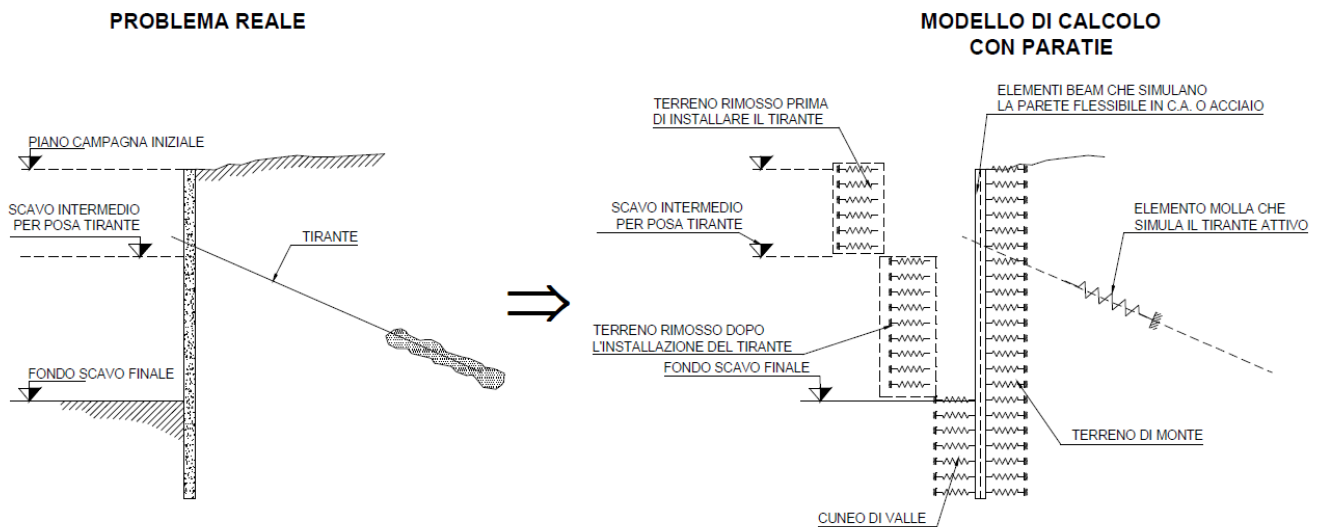 PROBLEMA REALE
PIANO CAMPAGNA INIZIALE
SCAVO INTERMEDIO
PER POSA TIRANTE
TIRANTE
FONDO SCAVO FINALE
MODELLO DI CALCOLO
CON PARATIE
ELEMENTI BEAM CHE SIMULANO
LA PARETE FLESSIBILE IN C.A. O ACCIAIO
TERRENO RIMOSSO PRIMA
DI INSTALLARE IL TIRANTE
SCAVO INTERMEDIO
PER POSA TIRANTE
ELEMENTO MOLLA CHE
SIMULA IL TIRANTE ATTIVO
TERRENO RIMOSSO DOPO
L'INSTALLAZIONE DEL TIRANTE
FONDO SCAVO FINALE
TERRENO DI MONTE
CUNEO DI VALLE